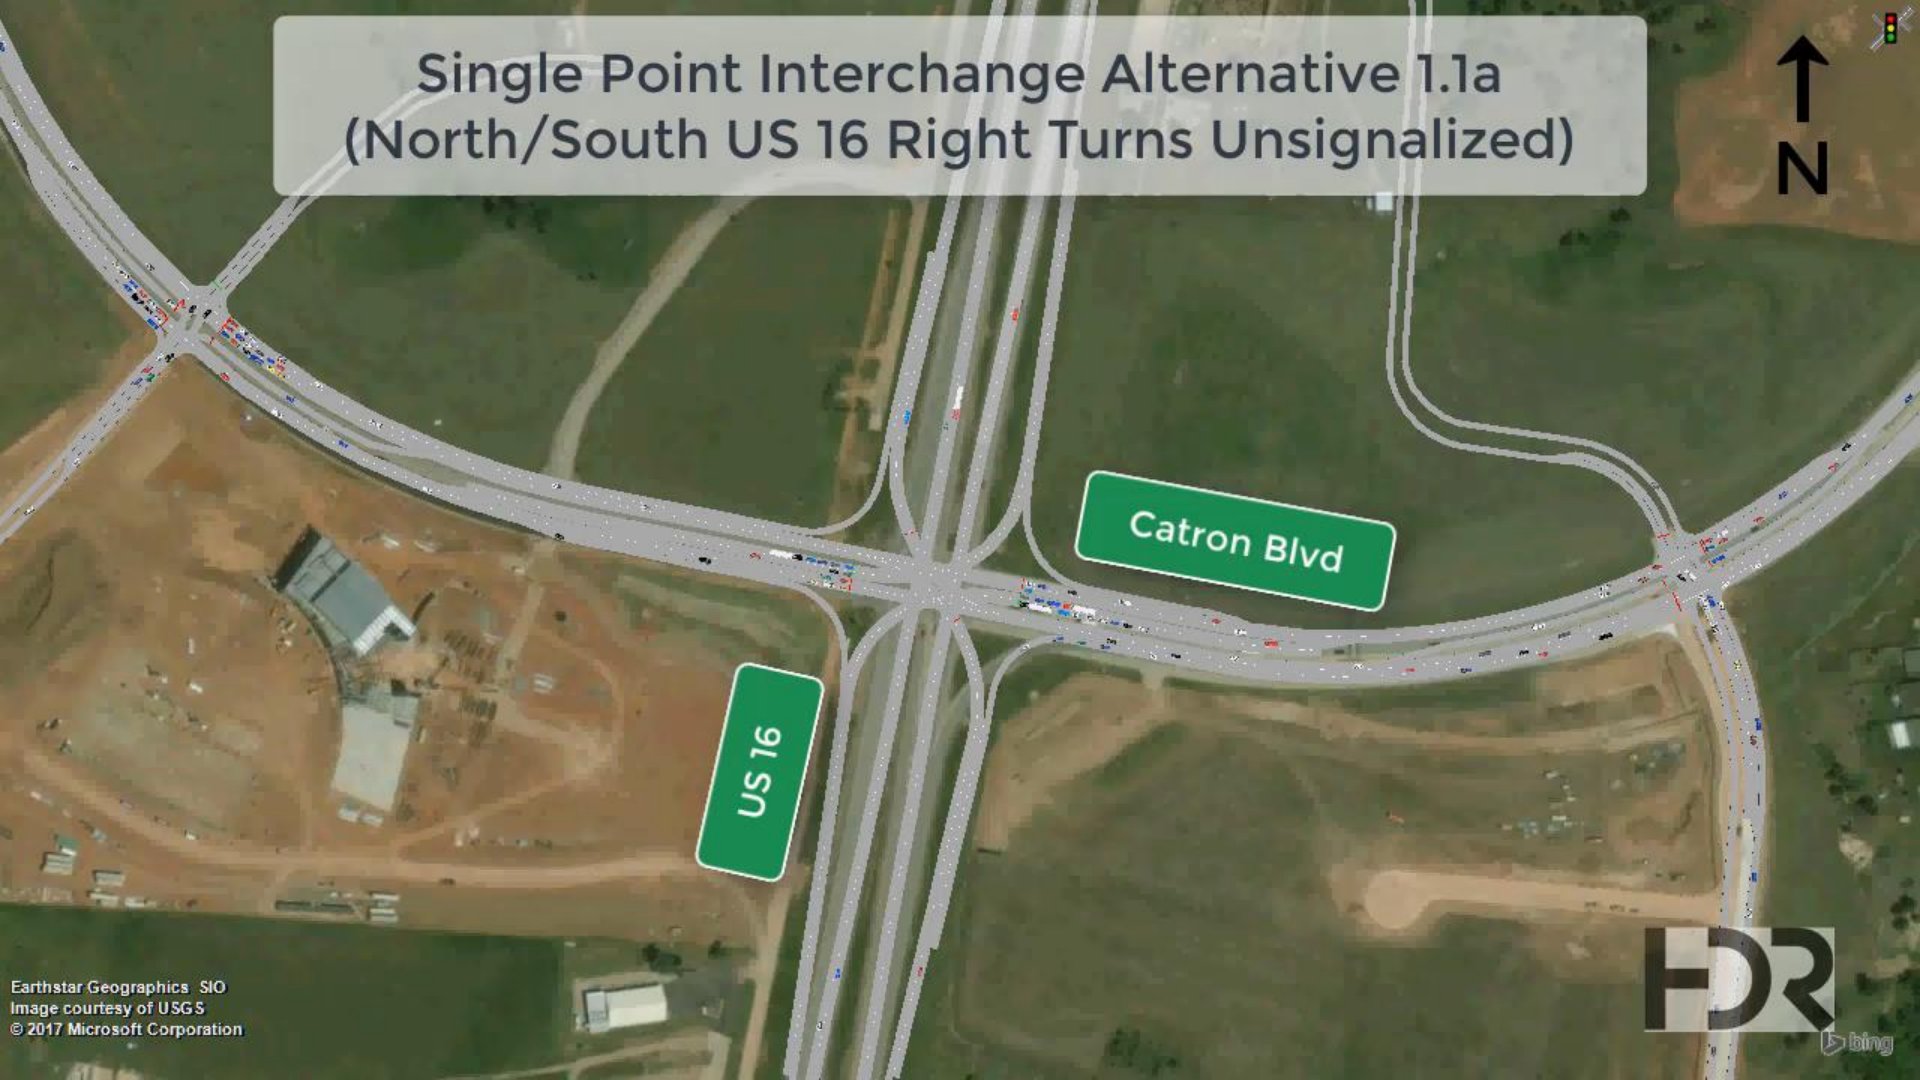 Single Point Interchange Alternative 1.1a
(North/South US 16 Right Turns Unsignalized)
N
Catron Blvd
US 16
Earthstar Geographics SIO
Image courtesy of USGS
© 2017 Microsoft Corporation
HDR
bing